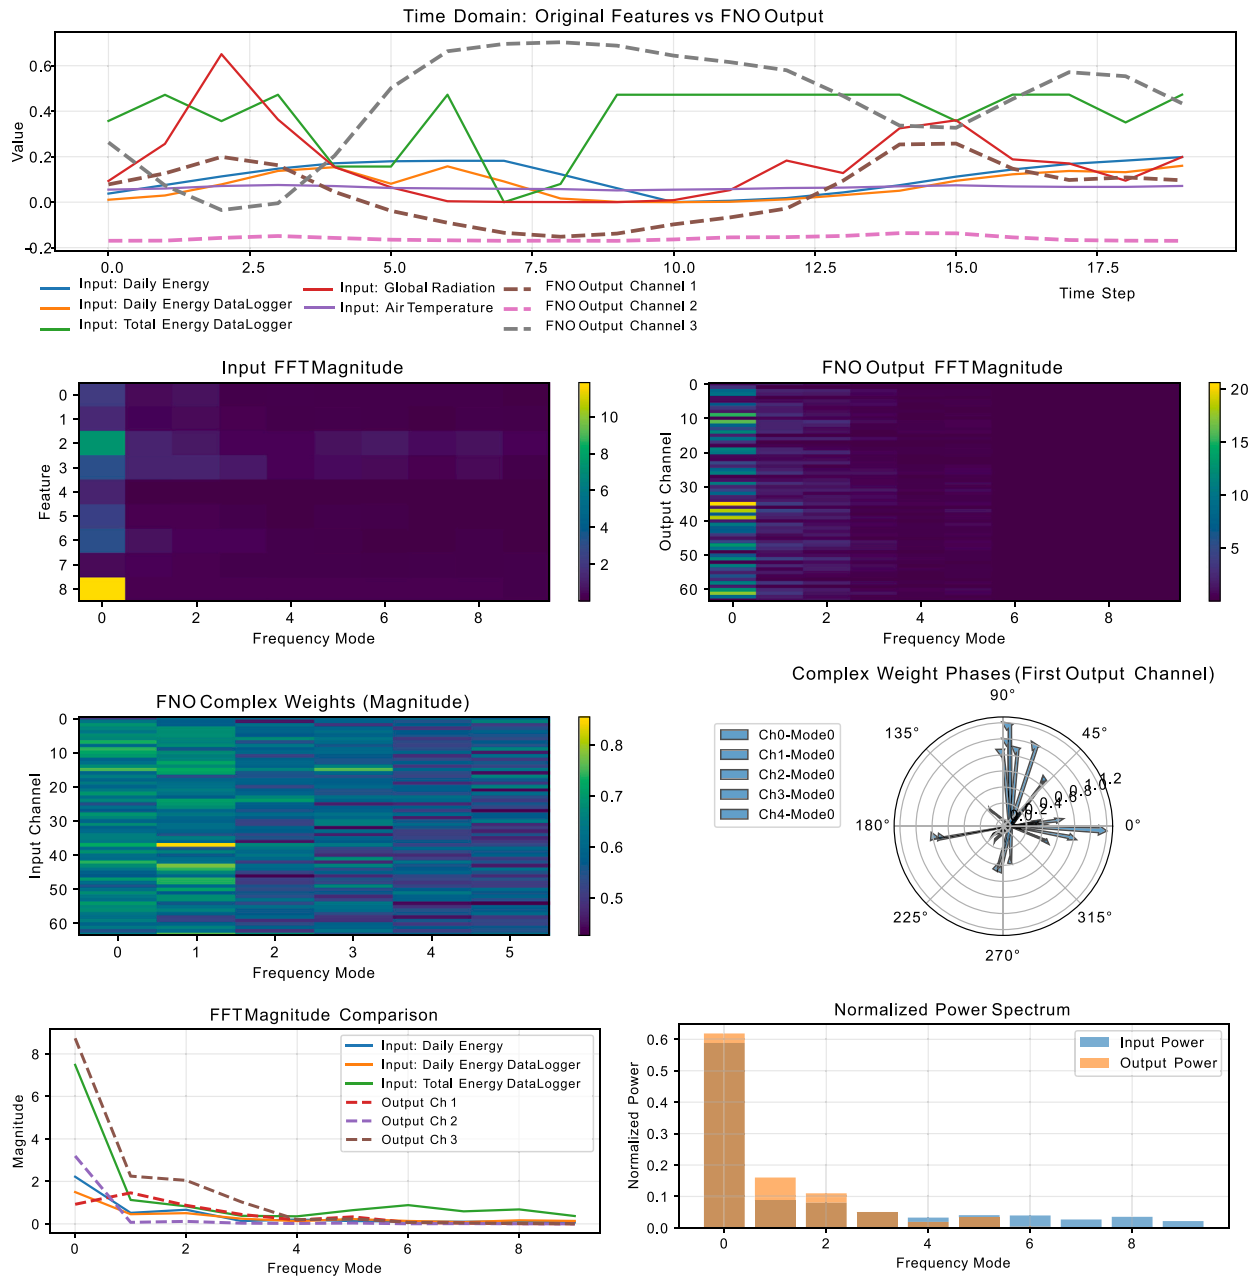 Time Domain: Original Features vs FNO Output
Value
0.6
0.4
0.2
0.0
-0.2
0.0 2.5 5.0 7.5 10.0 12.5 15.0 17.5
Time Step
Input: Daily Energy
Input: Daily Energy DataLogger
Input: Total Energy DataLogger
Input: Global Radiation
Input: Air Temperature
FNO Output Channel 1
FNO Output Channel 2
FNO Output Channel 3
Input FFT Magnitude
Feature
0
1
2
3
4
5
6
7
8
0 2 4 6 8
Frequency Mode
10
8
6
4
2
FNO Output FFT Magnitude
Output Channel
0
10
20
30
40
50
60
0 2 4 6 8
Frequency Mode
20
15
10
5
0
FNO Complex Weights (Magnitude)
Input Channel
0
10
20
30
40
50
60
0 1 2 3 4 5
Frequency Mode
0.8
0.7
0.6
0.5
Complex Weight Phases (First Output Channel)
Ch0-Mode0
Ch1-Mode0
Ch2-Mode0
Ch3-Mode0
Ch4-Mode0
90°
135°
45°
180°
0°
225°
315°
270°
FFT Magnitude Comparison
Magnitude
8
6
4
2
0
0 2 4 6 8
Frequency Mode
Input: Daily Energy
Input: Daily Energy DataLogger
Input: Total Energy DataLogger
Output Ch 1
Output Ch 2
Output Ch 3
Normalized Power Spectrum
Normalized Power
0.6
0.5
0.4
0.3
0.2
0.1
0.0
0 2 4 6 8
Frequency Mode
Input Power
Output Power